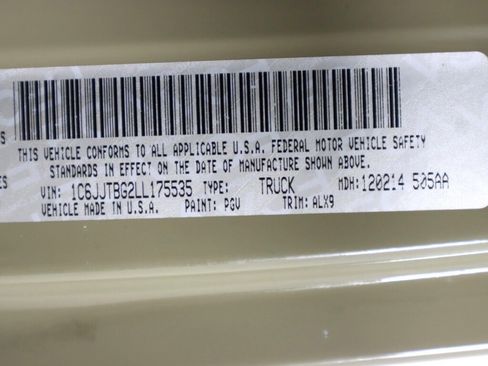 THIS VEHICLE CONFORMS TO ALL APPLICABLE U.S.A. FEDERAL MOTOR VEHICLE SAFETY
STANDARDS IN EFFECT ON THE DATE OF MANUFACTURE SHOWN ABOVE.
VIN: 1C6JJTBG2LL175535 TYPE: TRUCK MDH: 120214 505AA
VEHICLE MADE IN U.S.A. PAINT: PGV TRIM: ALX9